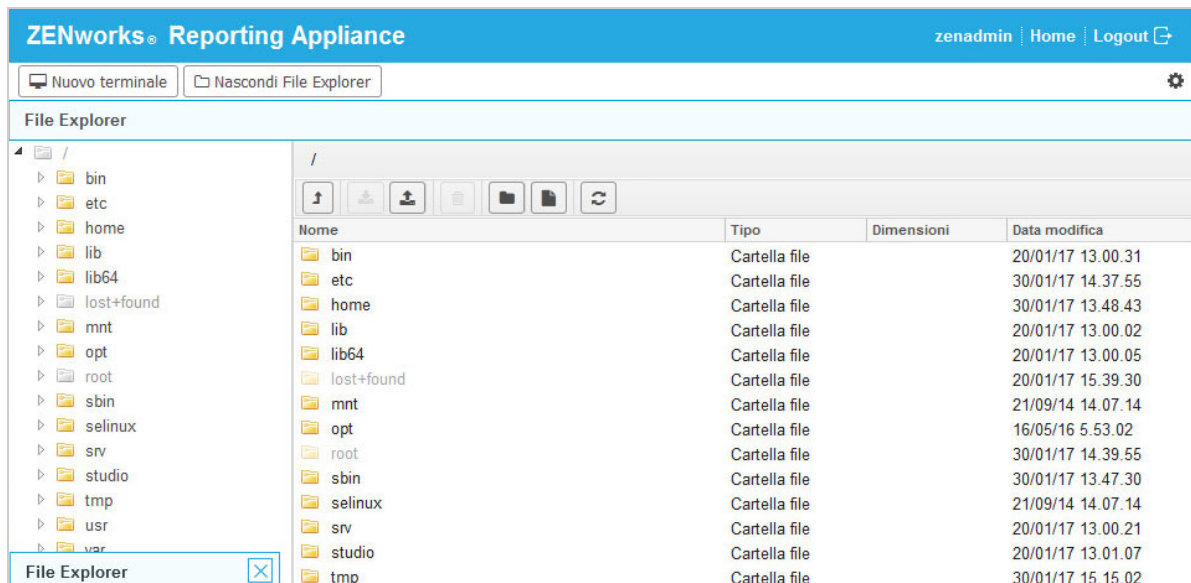 ZENworks® Reporting Appliance
zenadmin Home Logout
Nuovo terminale Nascondi File Explorer
File Explorer
/
bin
etc
home
lib
lib64
lost+found
mnt
opt
root
sbin
selinux
srv
studio
tmp
usr
var
File Explorer
/
Nome Tipo Dimensioni Data modifica
bin Cartella file 20/01/17 13.00.31
etc Cartella file 30/01/17 14.37.55
home Cartella file 30/01/17 13.48.43
lib Cartella file 20/01/17 13.00.02
lib64 Cartella file 20/01/17 13.00.05
lost+found Cartella file 20/01/17 15.39.30
mnt Cartella file 21/09/14 14.07.14
opt Cartella file 16/05/16 5.53.02
root Cartella file 30/01/17 14.39.55
sbin Cartella file 30/01/17 13.47.30
selinux Cartella file 21/09/14 14.07.14
srv Cartella file 20/01/17 13.00.21
studio Cartella file 20/01/17 13.01.07
tmp Cartella file 30/01/17 15.15.02